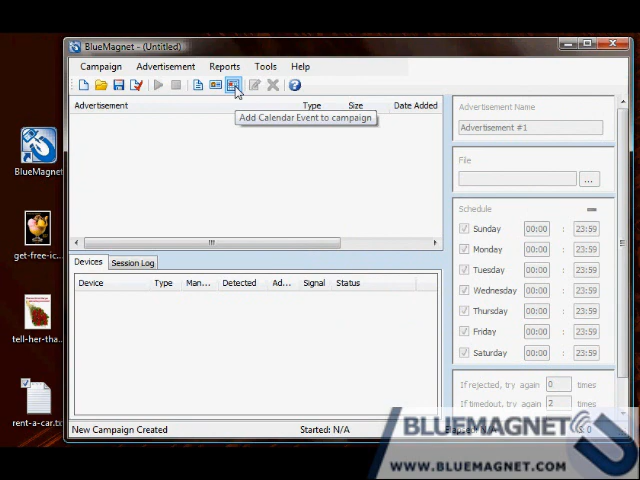 BlueMagnet - (Untitled)
Campaign Advertisement Reports Tools Help
Advertisement Type Size Date Added
Add Calendar Event to campaign
Advertisement Name
Advertisement #1
File
...
Schedule
Sunday 00:00 : 23:59
Monday 00:00 : 23:59
Tuesday 00:00 : 23:59
Wednesday 00:00 : 23:59
Thursday 00:00 : 23:59
Friday 00:00 : 23:59
Saturday 00:00 : 23:59
If rejected, try again 0 times
If timedout, try again 2 times
Devices Session Log
Device Type Man... Detected Ad... Signal Status
New Campaign Created Started: N/A Elapsed: N/A S: 0
BlueMagnet
get-free-ic...
tell-her-tha...
rent-a-car.txt
BLUEMAGNET
WWW.BLUEMAGNET.COM